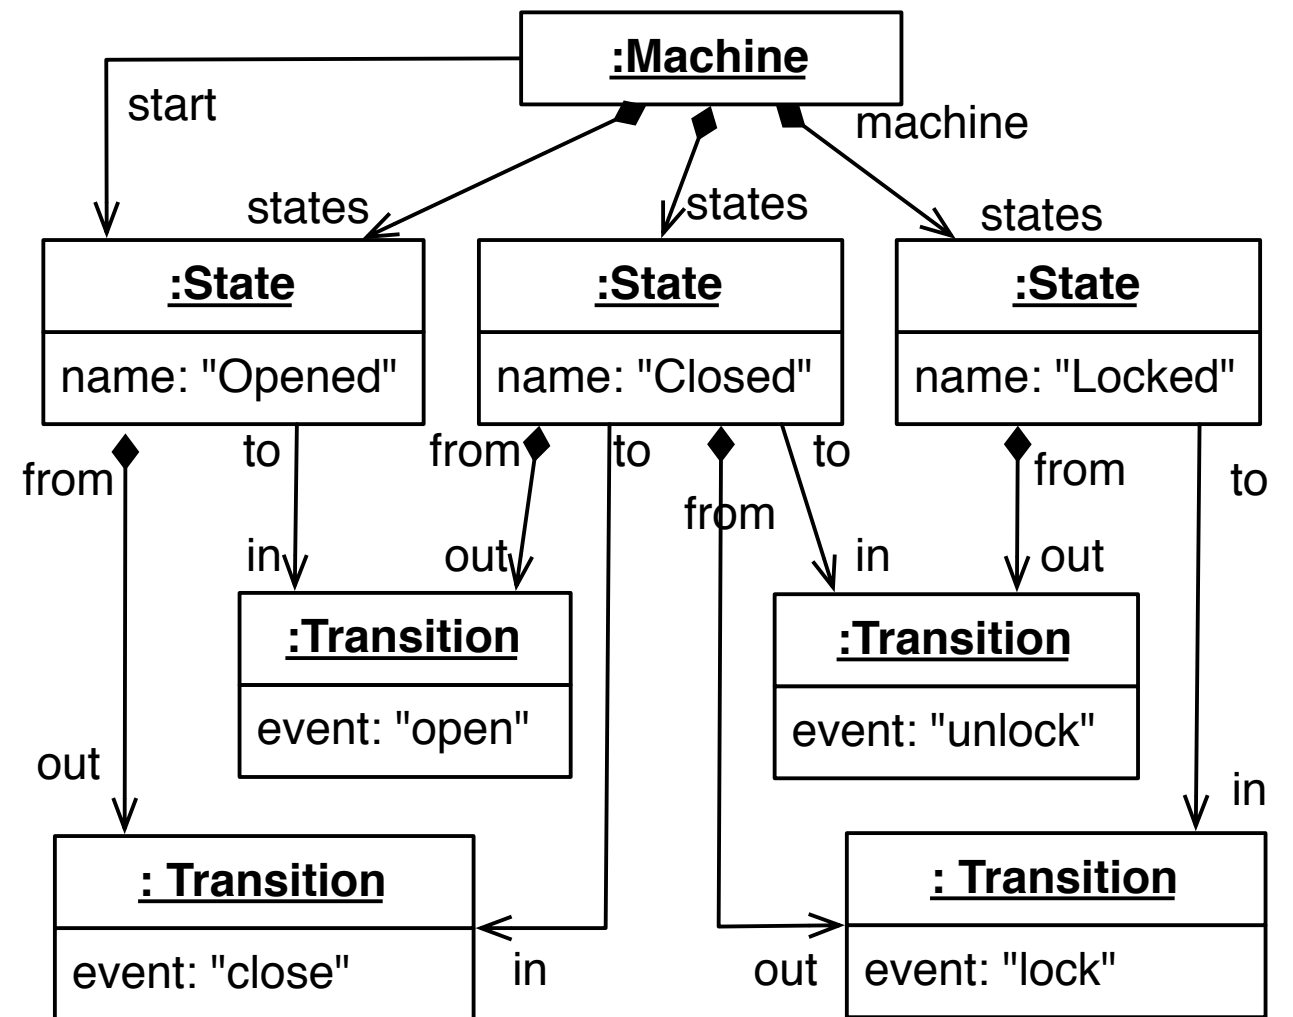 :Machine
start
machine
states
states
states
:State
:State
:State
name: "Opened"
name: "Closed"
name: "Locked"
from
to
from
to
from
to
from
to
in
out
in
out
:Transition
:Transition
event: "open"
event: "unlock"
out
in
: Transition
: Transition
event: "close"
in
out
event: "lock"